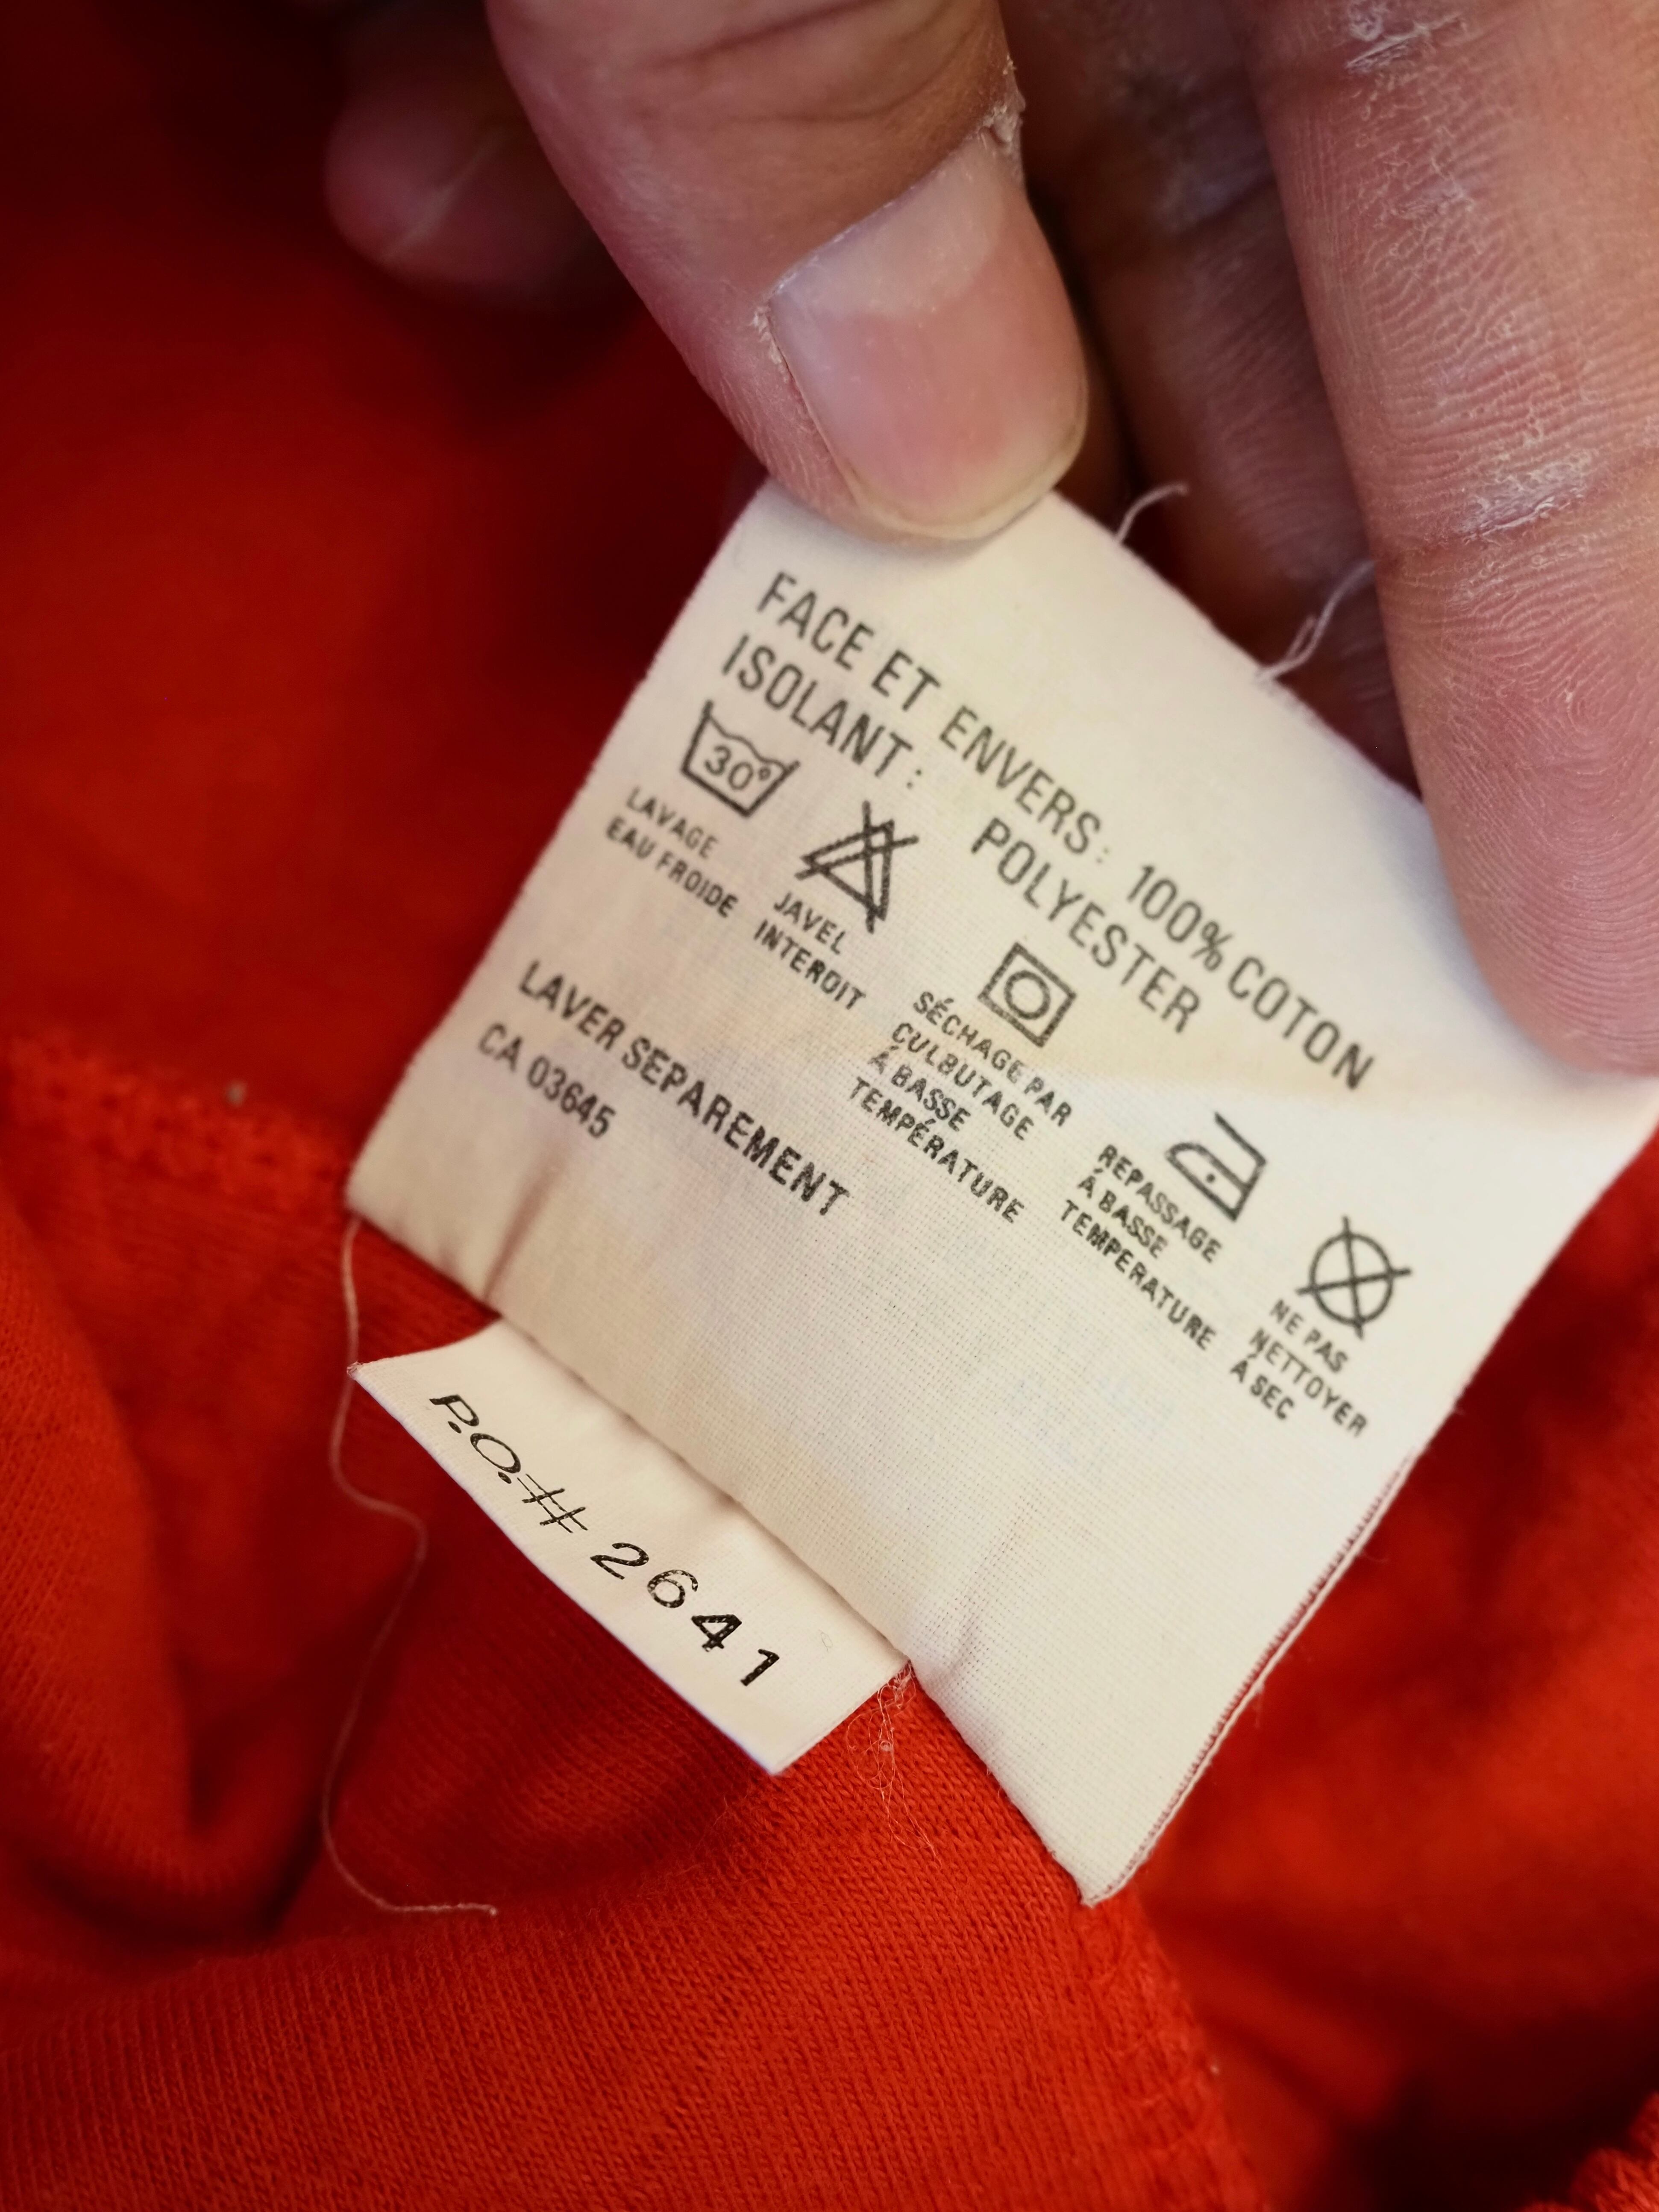 FACE ET ENVERS: 100% COTON
ISOLANT: POLYESTER
30°
LAVAGE
EAU FROIDE
JAVEL
INTERDIT
SÉCHAGE PAR
CULBUTAGE
Á BASSE
TEMPÉRATURE
REPASSAGE
Á BASSE
TEMPERATURE
NE PAS
NETTOYER
Á SEC
LAVER SEPAREMENT
CA 03645
P.O.# 2641